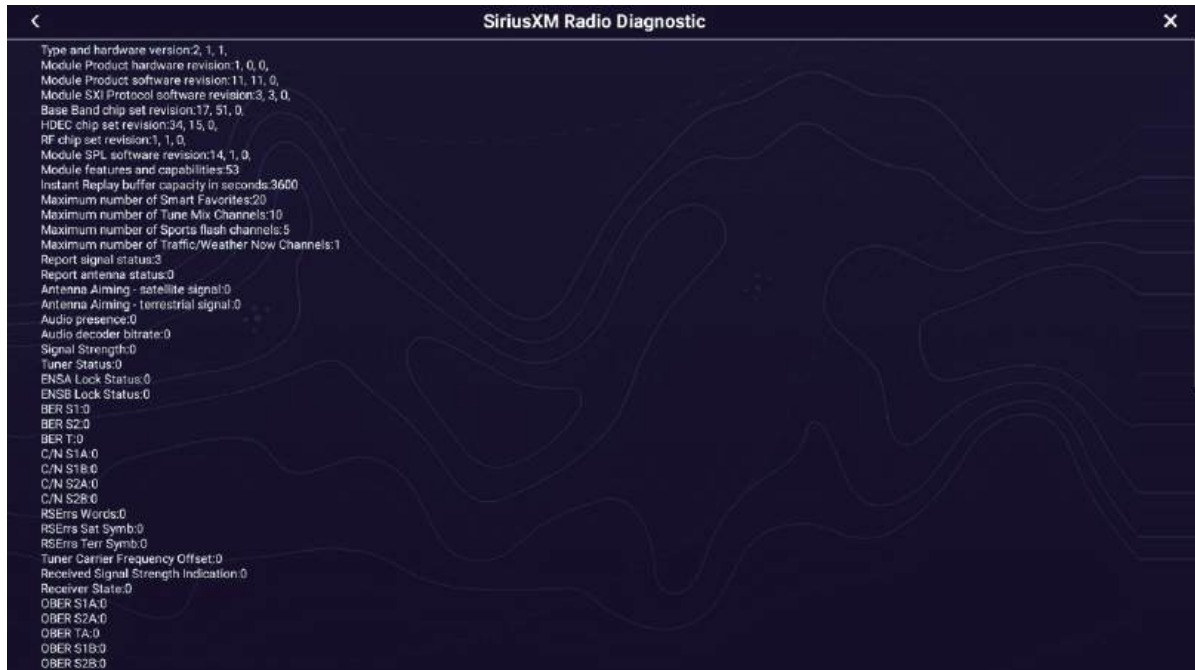 SiriusXM Radio Diagnostic
Type and hardware version:2, 1, 1,
Module Product hardware revision:1, 0, 0,
Module Product software revision:11, 11, 0,
Module SXI Protocol software revision:3, 3, 0,
Base Band chip set revision:17, 51, 0,
HDEC chip set revision:34, 15, 0,
RF chip set revision:1, 1, 0,
Module SPL software revision:14, 1, 0,
Module features and capabilities:53
Instant Replay buffer capacity in seconds:3600
Maximum number of Smart Favorites:20
Maximum number of Tune Mix Channels:10
Maximum number of Sports flash channels:5
Maximum number of Traffic/Weather Now Channels:1
Report signal status:3
Report antenna status:0
Antenna Aiming - satellite signal:0
Antenna Aiming - terrestrial signal:0
Audio presence:0
Audio decoder bitrate:0
Signal Strength:0
Tuner Status:0
ENSA Lock Status:0
ENSB Lock Status:0
BER S1:0
BER S2:0
BER T:0
C/N S1A:0
C/N S1B:0
C/N S2A:0
C/N S2B:0
RSErrs Words:0
RSErrs Sat Symb:0
RSErrs Terr Symb:0
Tuner Carrier Frequency Offset:0
Received Signal Strength Indication:0
Receiver State:0
OBER S1A:0
OBER S2A:0
OBER TA:0
OBER S1B:0
OBER S2B:0